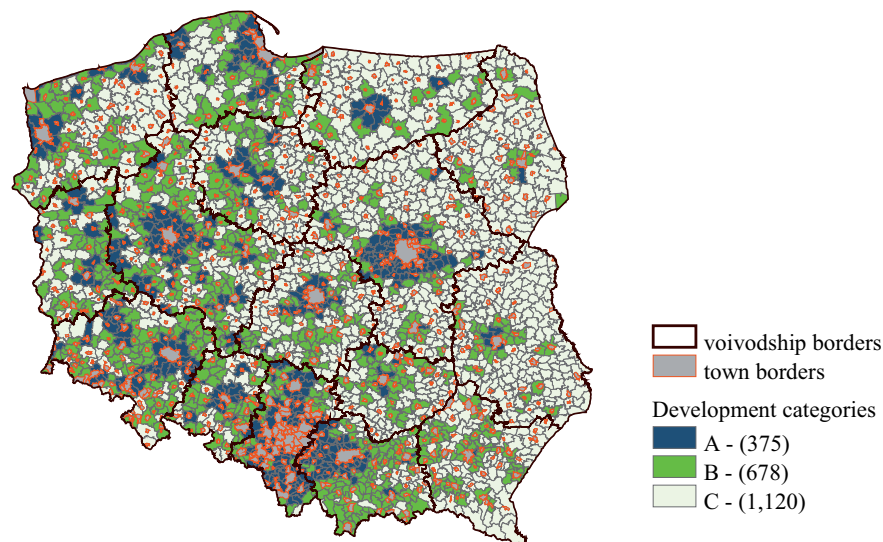 voivodship borders
town borders
Development categories
A - (375)
B - (678)
C - (1,120)